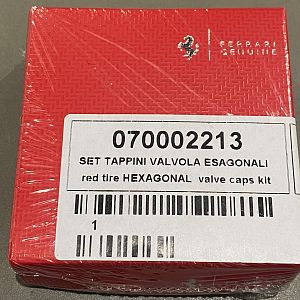 FERRARI
GENUINE
070002213
SET TAPPINI VALVOLA ESAGONALI
red tire HEXAGONAL valve caps kit
1